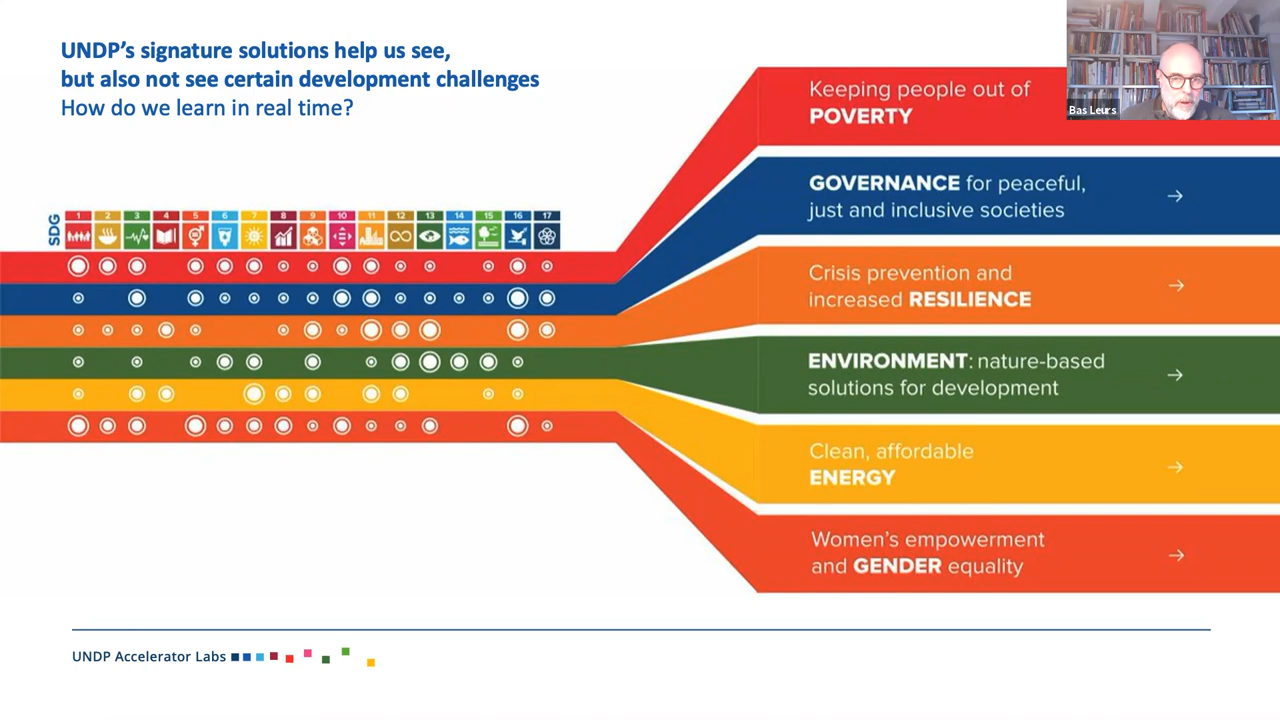 UNDP’s signature solutions help us see,
but also not see certain development challenges
How do we learn in real time?
Bas Leurs
SDG
1 2 3 4 5 6 7 8 9 10 11 12 13 14 15 16 17
Keeping people out of
POVERTY
GOVERNANCE for peaceful,
just and inclusive societies
Crisis prevention and
increased RESILIENCE
ENVIRONMENT: nature-based
solutions for development
Clean, affordable
ENERGY
Women’s empowerment
and GENDER equality
UNDP Accelerator Labs